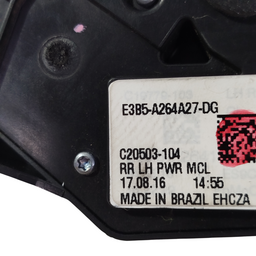 E3B5-A264A27-DG
C20503-104
RR LH PWR MCL
17.08.16 14:55
MADE IN BRAZIL EHCZA